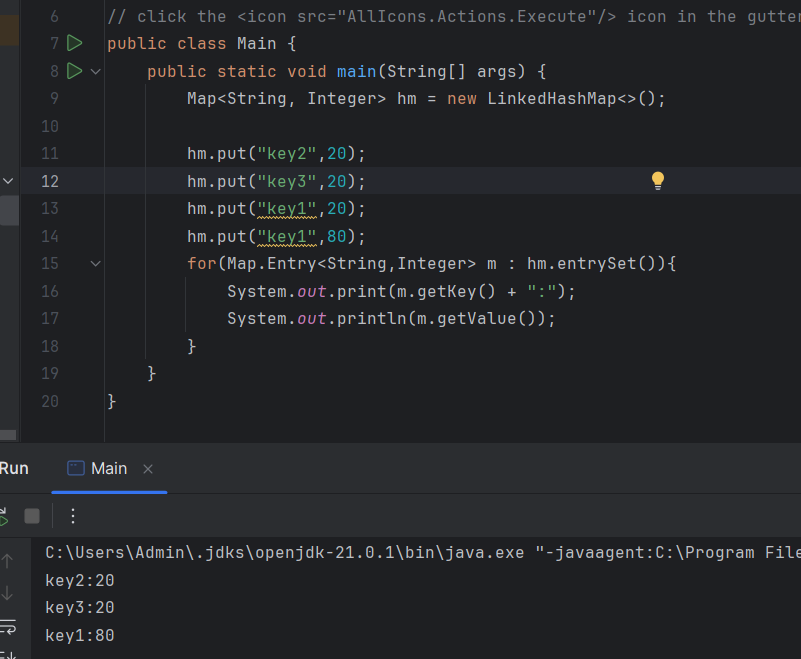 6 // click the <icon src="AllIcons.Actions.Execute"/> icon in the gutter
7 public class Main {
8 public static void main(String[] args) {
9 Map<String, Integer> hm = new LinkedHashMap<>();
10
11 hm.put("key2",20);
12 hm.put("key3",20);
13 hm.put("key1",20);
14 hm.put("key1",80);
15 for(Map.Entry<String,Integer> m : hm.entrySet()){
16 System.out.print(m.getKey() + ":");
17 System.out.println(m.getValue());
18 }
19 }
20 }
Run Main
C:\Users\Admin\.jdks\openjdk-21.0.1\bin\java.exe "-javaagent:C:\Program File
key2:20
key3:20
key1:80